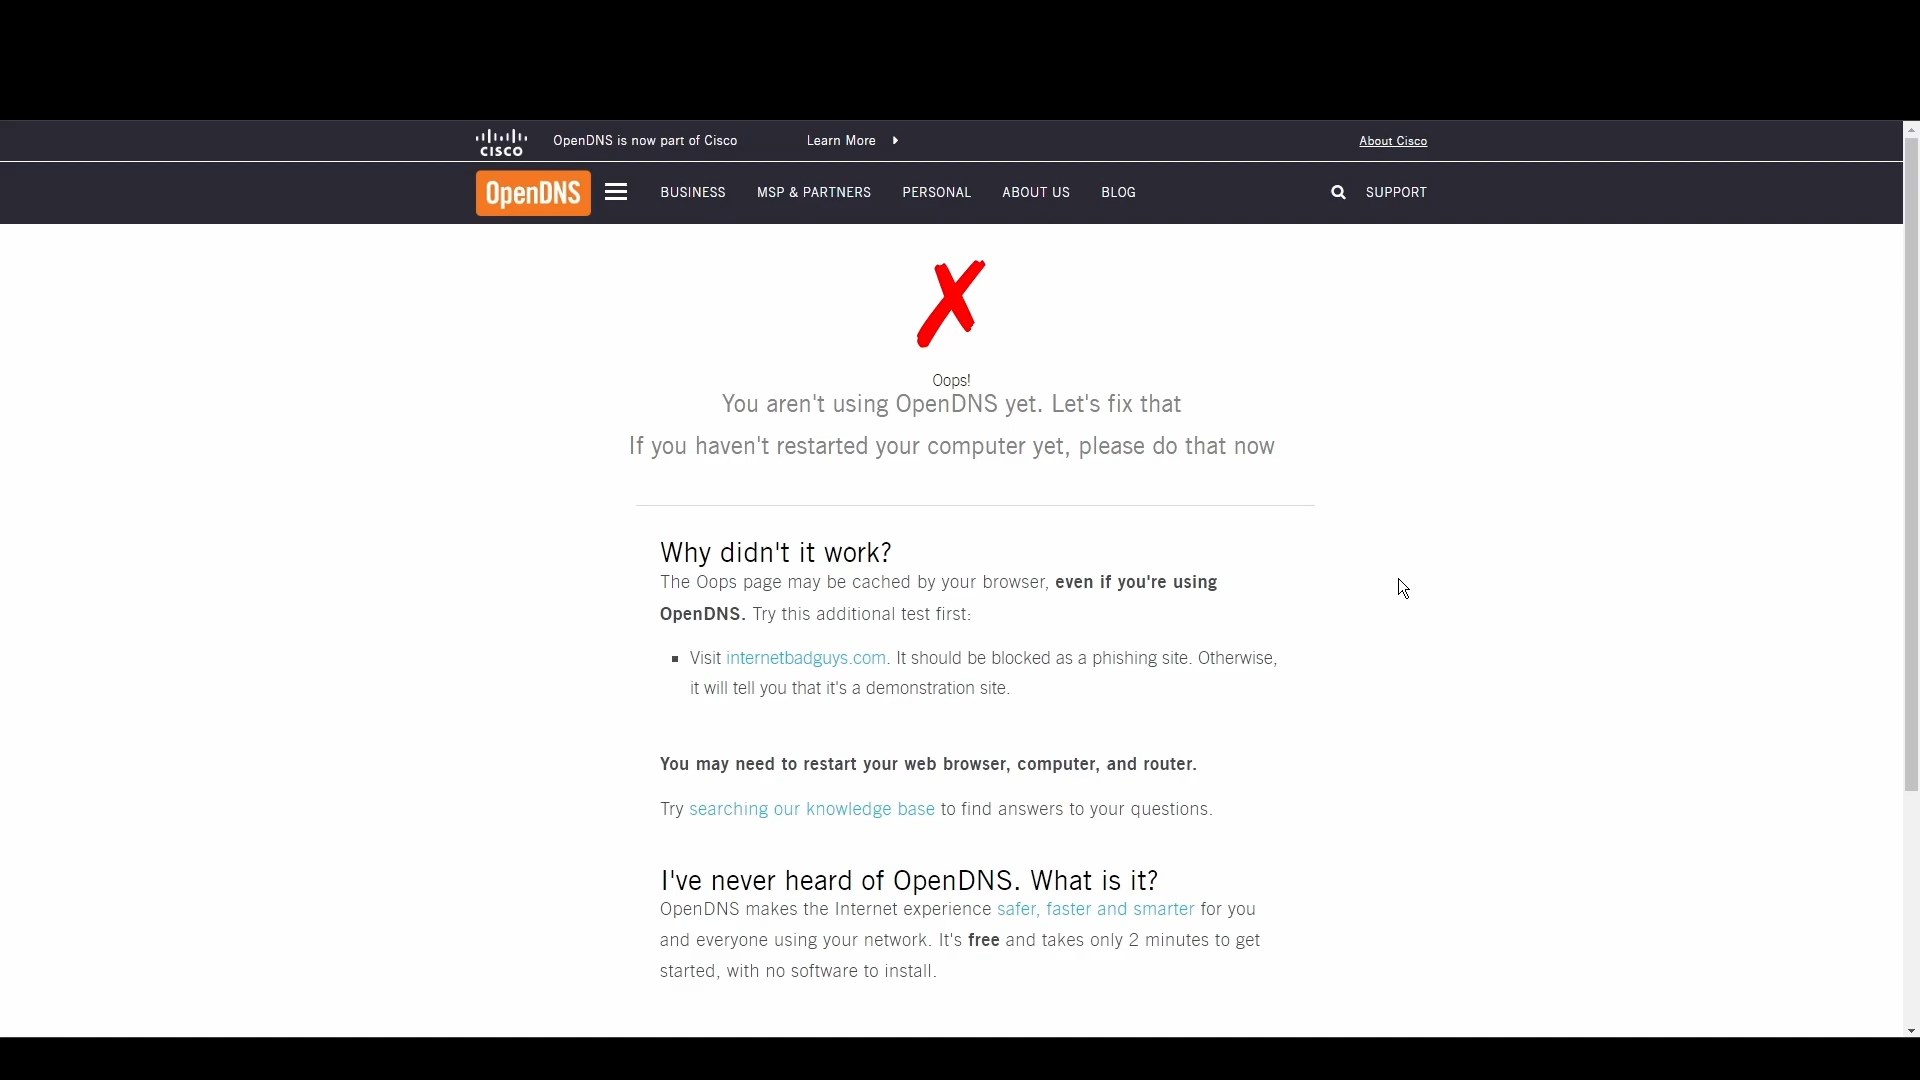 CISCO
OpenDNS is now part of Cisco
Learn More
About Cisco
OpenDNS
BUSINESS
MSP & PARTNERS
PERSONAL
ABOUT US
BLOG
SUPPORT
Oops!
You aren't using OpenDNS yet. Let's fix that
If you haven't restarted your computer yet, please do that now
Why didn't it work?
The Oops page may be cached by your browser, even if you're using
OpenDNS. Try this additional test first:
Visit internetbadguys.com. It should be blocked as a phishing site. Otherwise,
it will tell you that it's a demonstration site.
You may need to restart your web browser, computer, and router.
Try searching our knowledge base to find answers to your questions.
I've never heard of OpenDNS. What is it?
OpenDNS makes the Internet experience safer, faster and smarter for you
and everyone using your network. It's free and takes only 2 minutes to get
started, with no software to install.